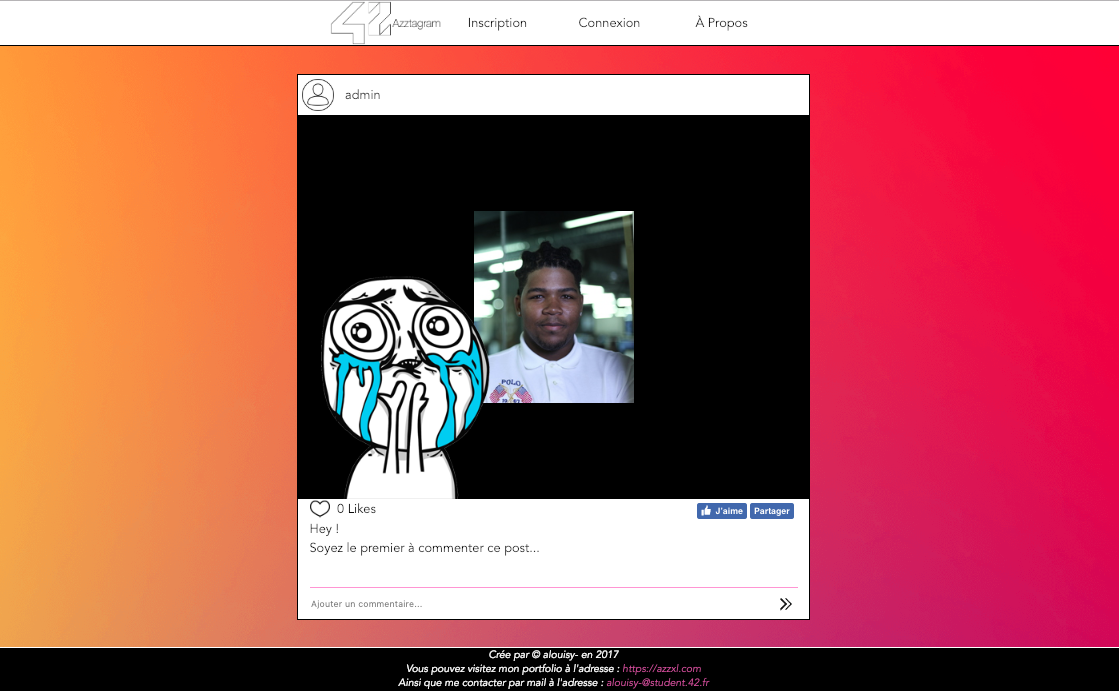 42 Azztagram Inscription Connexion À Propos
admin
POLO
0 Likes J'aime Partager
Hey !
Soyez le premier à commenter ce post...
Ajouter un commentaire...
Crée par © alouisy- en 2017
Vous pouvez visitez mon portfolio à l'adresse : https://azzxl.com
Ainsi que me contacter par mail à l'adresse : alouisy-@student.42.fr